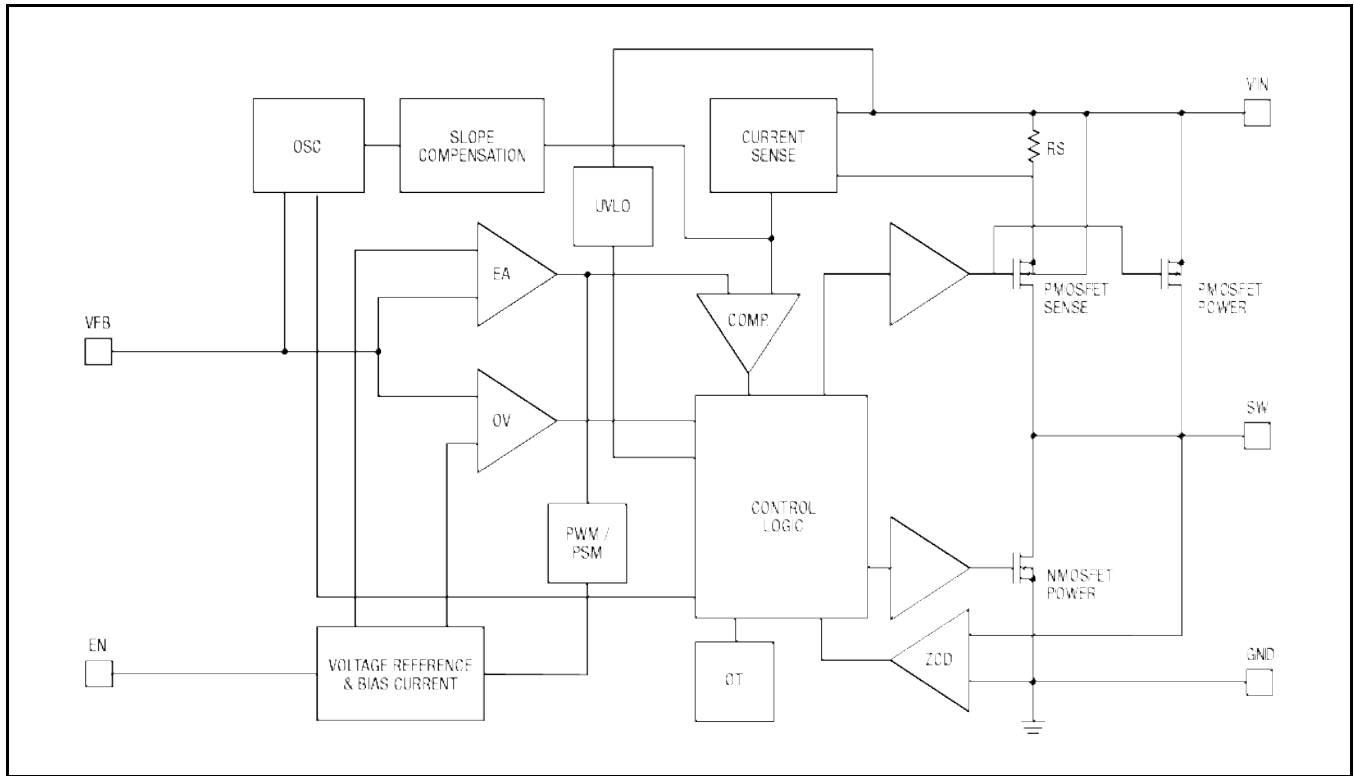 VIN
OSC
SLOPE
COMPENSATION
CURRENT
SENSE
RS
UVLO
EA
COMP.
PMOSFET
SENSE
PMOSFET
POWER
VFB
OV
SW
CONTROL
LOGIC
PWM /
PSM
NMOSFET
POWER
EN
VOLTAGE REFERENCE
& BIAS CURRENT
OT
ZCD
GND